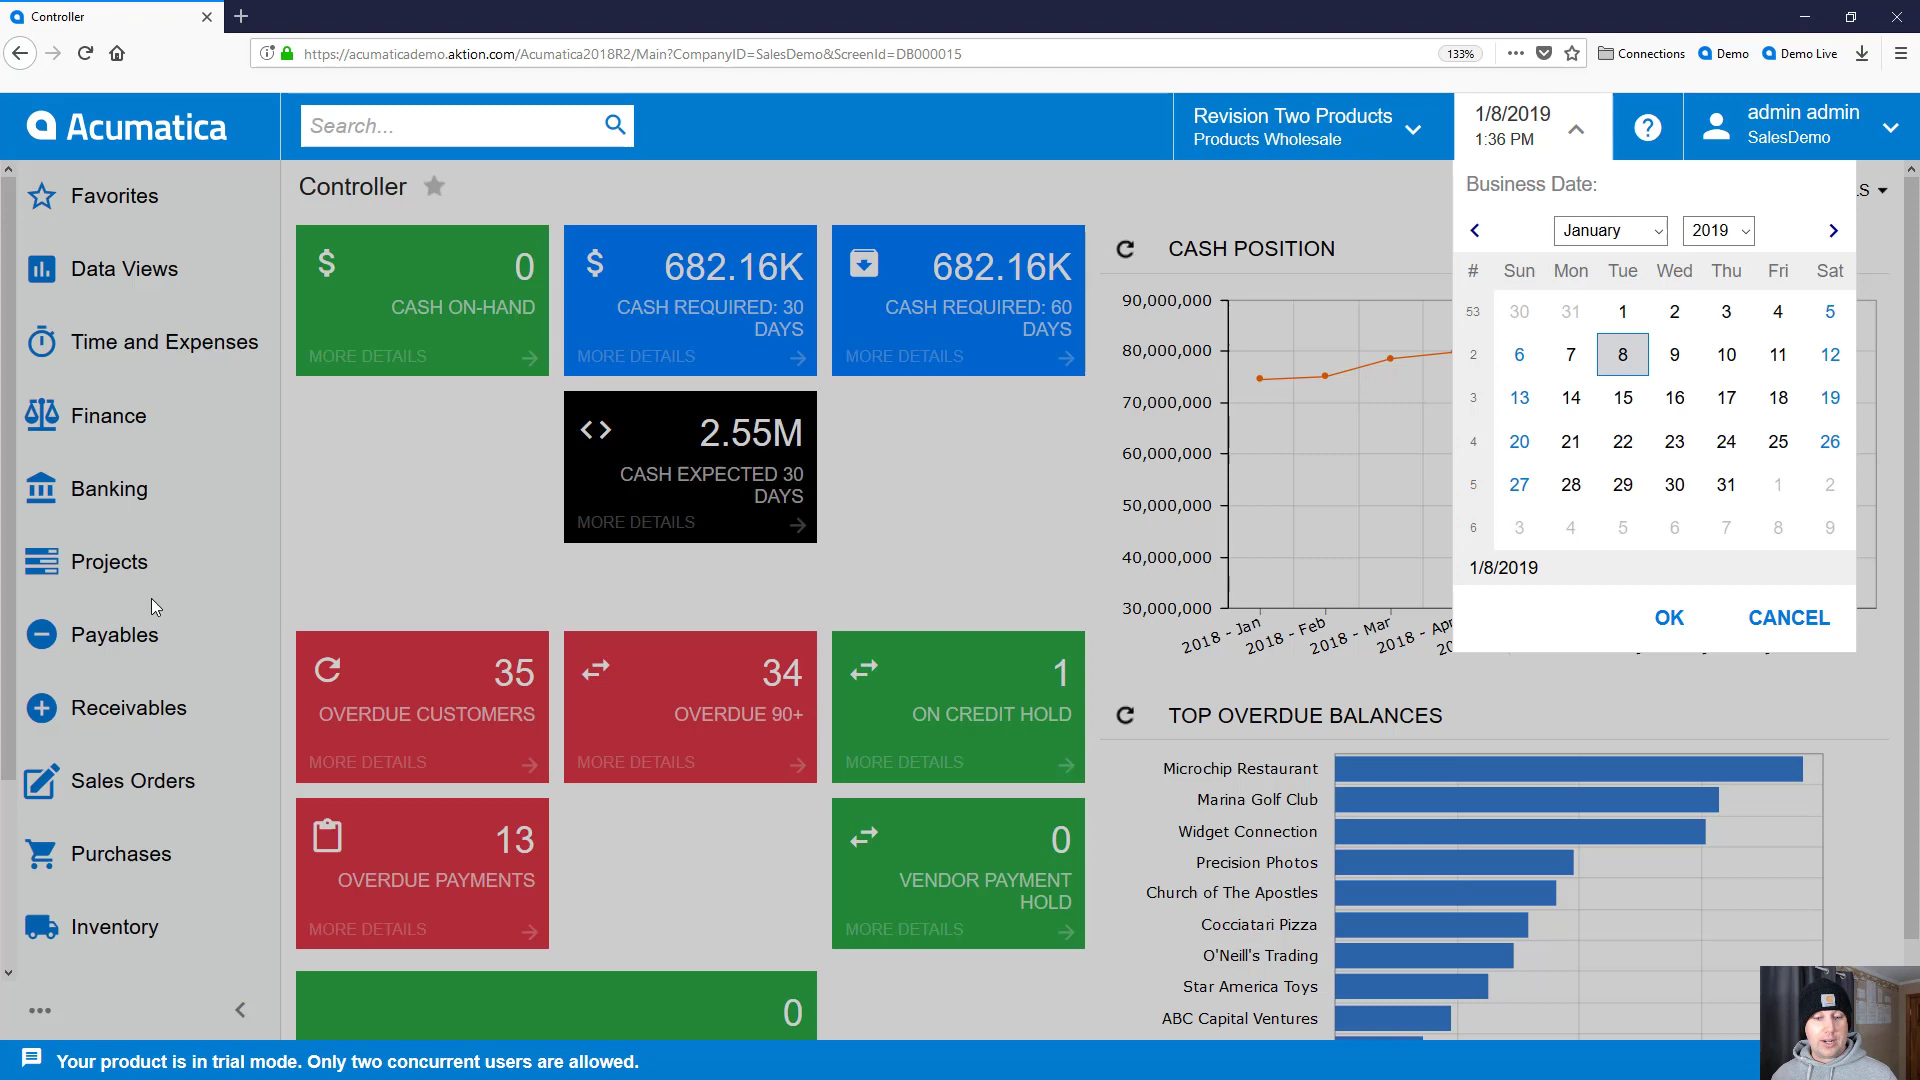 Controller
https://acumaticademo.aktion.com/Acumatica2018R2/Main?CompanyID=SalesDemo&ScreenId=DB000015
133%
Connections
Demo
Demo Live
Acumatica
Search...
Revision Two Products
Products Wholesale
1/8/2019
1:36 PM
?
admin admin
SalesDemo
Favorites
Data Views
Time and Expenses
Finance
Banking
Projects
Payables
Receivables
Sales Orders
Purchases
Inventory
Controller
$ 0
CASH ON-HAND
MORE DETAILS
$ 682.16K
CASH REQUIRED: 30
DAYS
MORE DETAILS
682.16K
CASH REQUIRED: 60
DAYS
MORE DETAILS
2.55M
CASH EXPECTED 30
DAYS
MORE DETAILS
35
OVERDUE CUSTOMERS
MORE DETAILS
34
OVERDUE 90+
MORE DETAILS
1
ON CREDIT HOLD
MORE DETAILS
13
OVERDUE PAYMENTS
MORE DETAILS
0
VENDOR PAYMENT
HOLD
MORE DETAILS
0
CASH POSITION
90,000,000
80,000,000
70,000,000
60,000,000
50,000,000
40,000,000
30,000,000
2018 - Jan
2018 - Feb
2018 - Mar
2018 - Apr
LS
Business Date:
January 2019
# Sun Mon Tue Wed Thu Fri Sat
53 30 31 1 2 3 4 5
2 6 7 8 9 10 11 12
3 13 14 15 16 17 18 19
4 20 21 22 23 24 25 26
5 27 28 29 30 31 1 2
6 3 4 5 6 7 8 9
1/8/2019
OK CANCEL
TOP OVERDUE BALANCES
Microchip Restaurant
Marina Golf Club
Widget Connection
Precision Photos
Church of The Apostles
Cocciatari Pizza
O'Neill's Trading
Star America Toys
ABC Capital Ventures
Your product is in trial mode. Only two concurrent users are allowed.